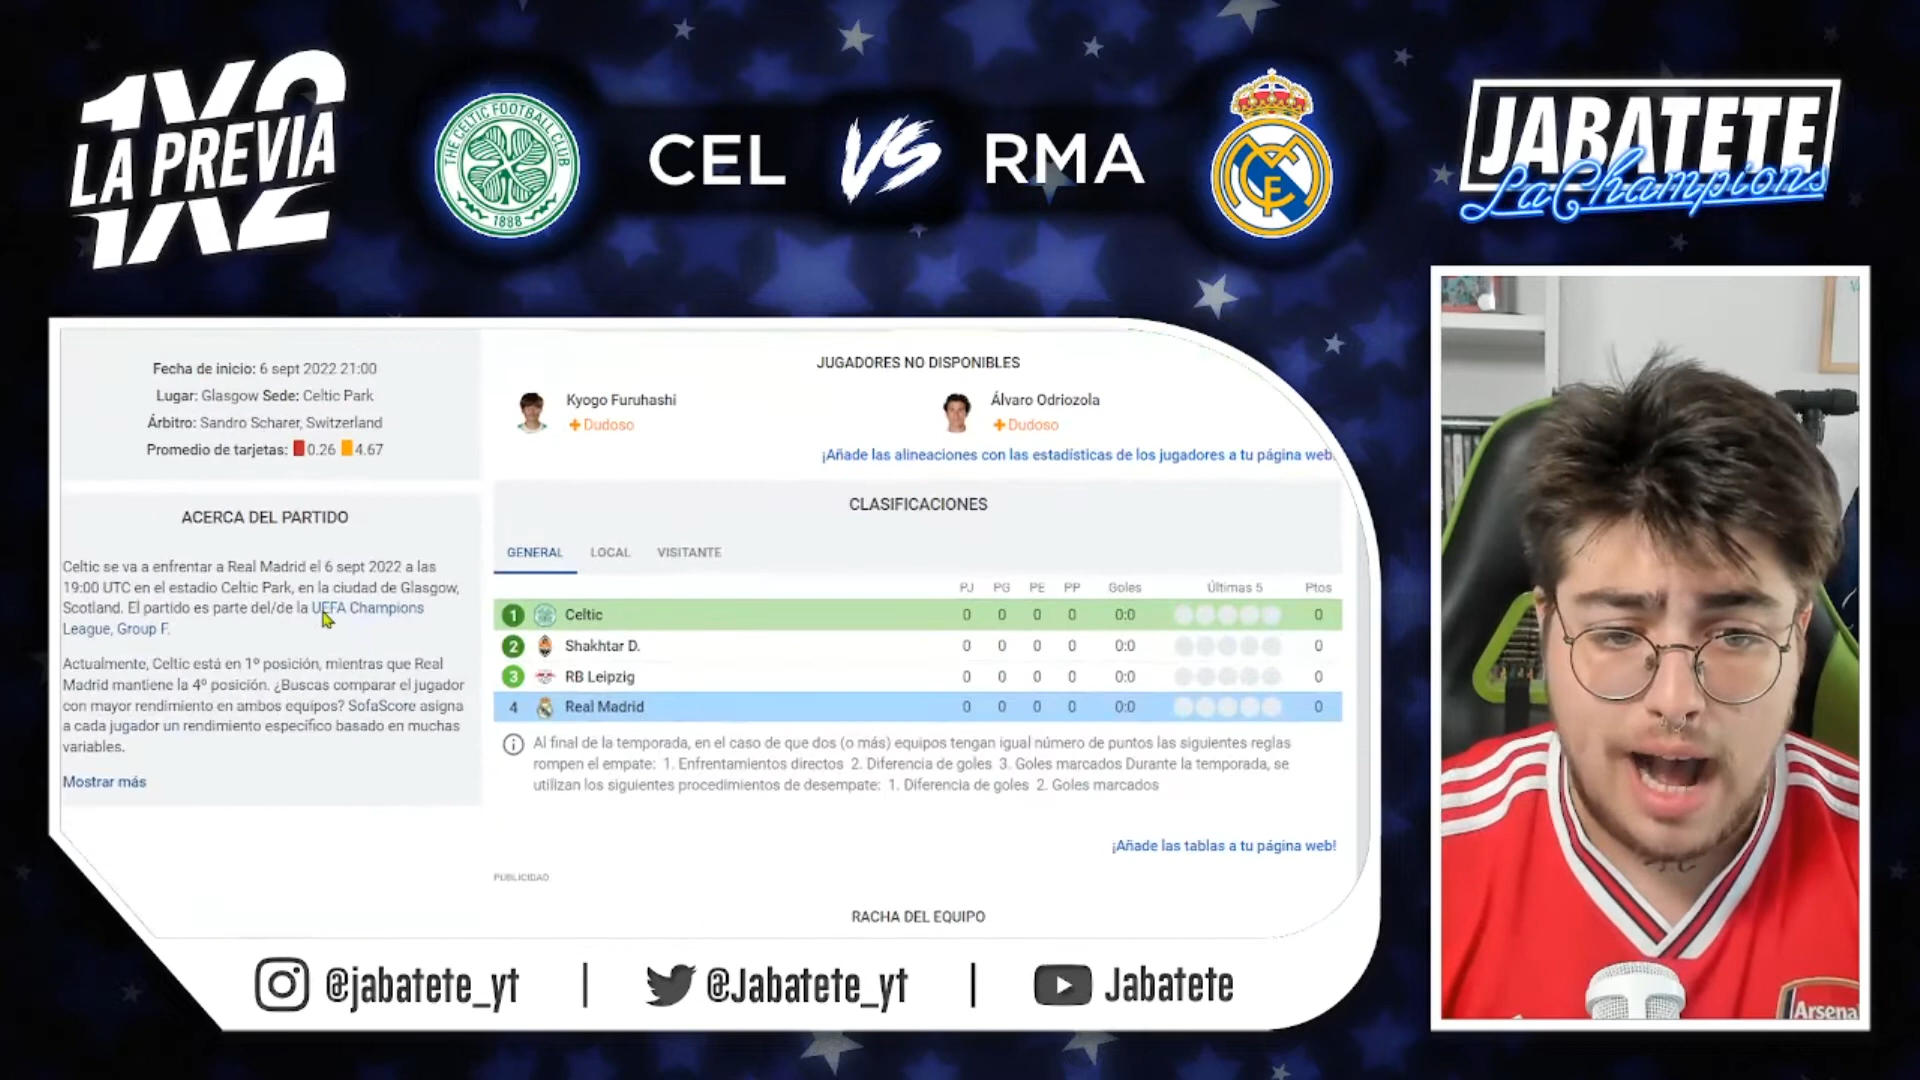 1X2
LA PREVIA
THE CELTIC FOOTBALL CLUB
1888
CEL VS RMA
JABATETE
LaChampions
Fecha de inicio: 6 sept 2022 21:00
Lugar: Glasgow Sede: Celtic Park
Árbitro: Sandro Scharer, Switzerland
Promedio de tarjetas: 0.26 4.67
ACERCA DEL PARTIDO
Celtic se va a enfrentar a Real Madrid el 6 sept 2022 a las
19:00 UTC en el estadio Celtic Park, en la ciudad de Glasgow,
Scotland. El partido es parte del/de la UEFA Champions
League, Group F.
Actualmente, Celtic está en 1º posición, mientras que Real
Madrid mantiene la 4º posición. ¿Buscas comparar el jugador
con mayor rendimiento en ambos equipos? SofaScore asigna
a cada jugador un rendimiento específico basado en muchas
variables.
Mostrar más
JUGADORES NO DISPONIBLES
Kyogo Furuhashi
Dudoso
Álvaro Odriozola
Dudoso
¡Añade las alineaciones con las estadísticas de los jugadores a tu página web.
CLASIFICACIONES
GENERAL LOCAL VISITANTE
PJ PG PE PP Goles Últimas 5 Ptos
1 Celtic 0 0 0 0 0:0 0
2 Shakhtar D. 0 0 0 0 0:0 0
3 RB Leipzig 0 0 0 0 0:0 0
4 Real Madrid 0 0 0 0 0:0 0
Al final de la temporada, en el caso de que dos (o más) equipos tengan igual número de puntos las siguientes reglas
rompen el empate: 1. Enfrentamientos directos 2. Diferencia de goles 3. Goles marcados Durante la temporada, se
utilizan los siguientes procedimientos de desempate: 1. Diferencia de goles 2. Goles marcados
¡Añade las tablas a tu página web!
PUBLICIDAD
RACHA DEL EQUIPO
@jabatete_yt | @Jabatete_yt | Jabatete
Arsenal